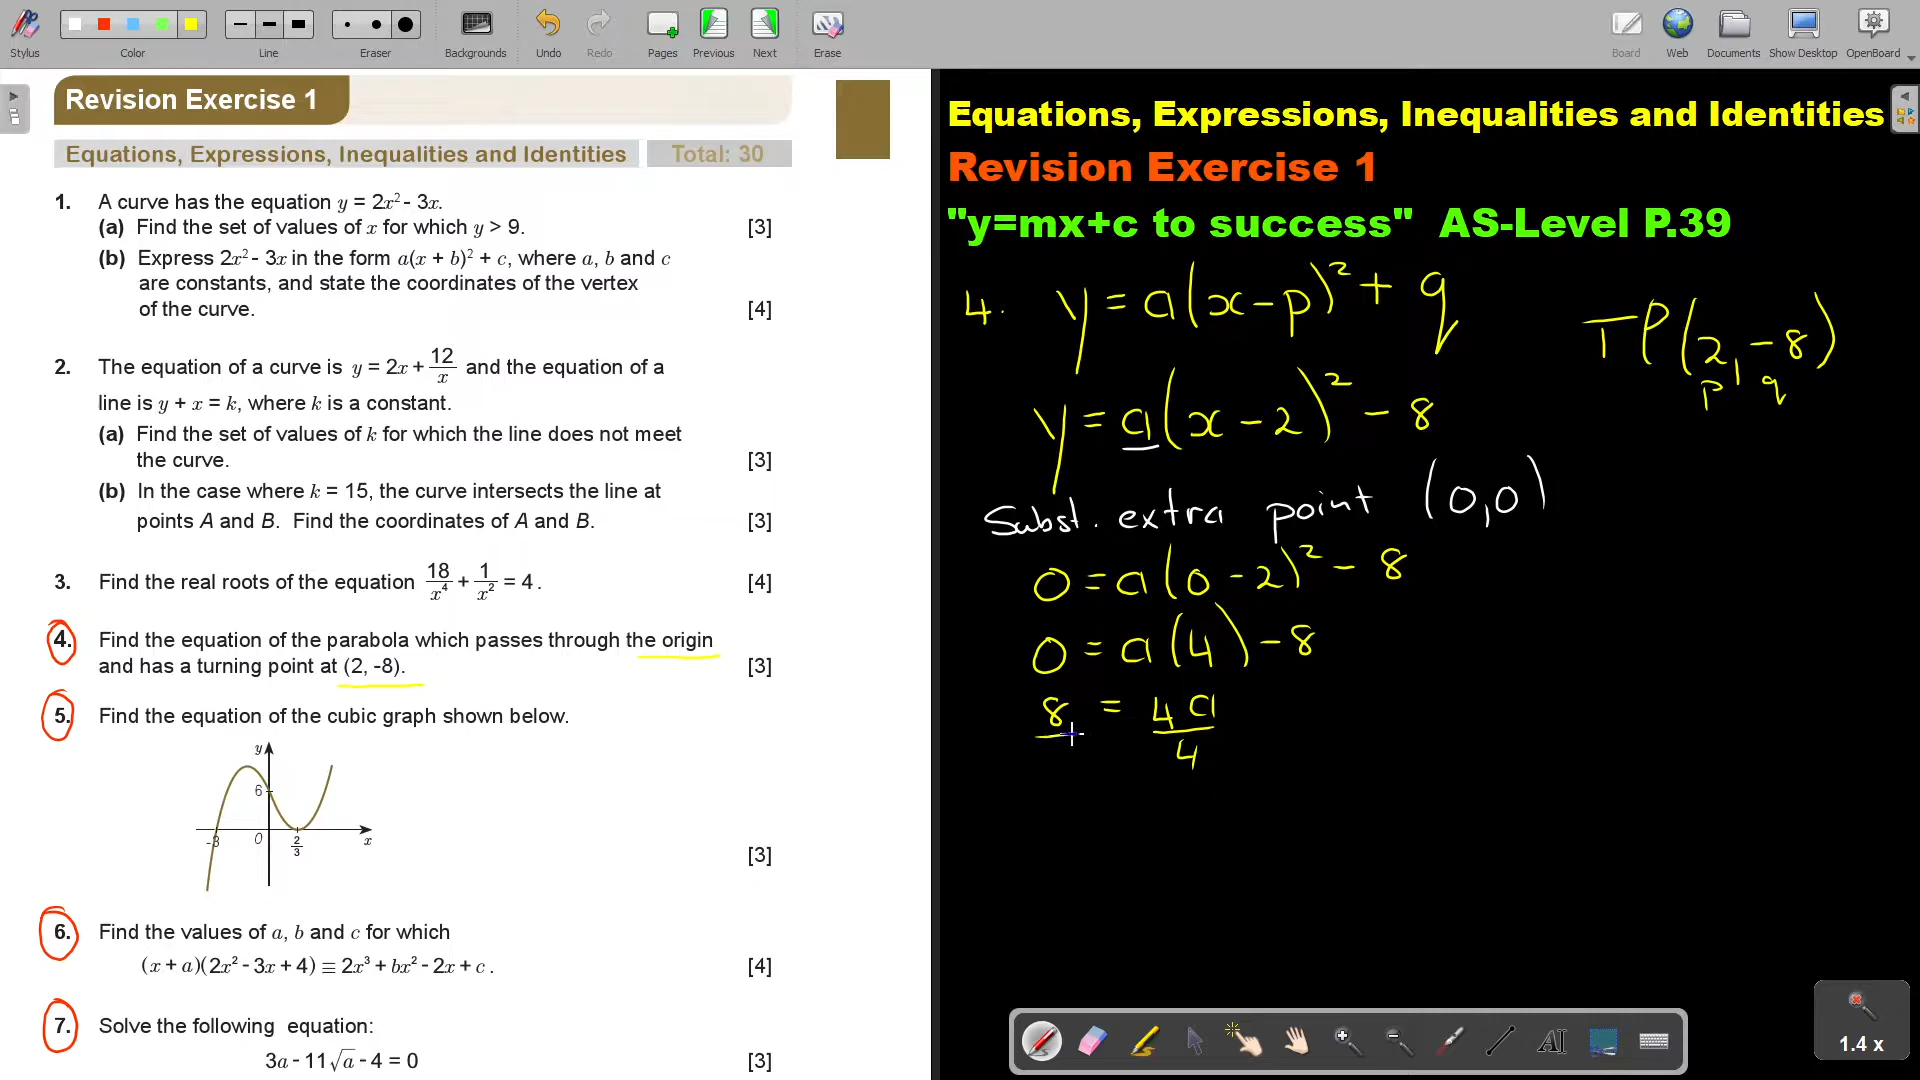 Stylus Color Line Eraser Backgrounds Undo Redo Pages Previous Next Erase Board Web Documents Show Desktop OpenBoard
Revision Exercise 1
Equations, Expressions, Inequalities and Identities Total: 30
1. A curve has the equation y = 2x² - 3x.
(a) Find the set of values of x for which y > 9. [3]
(b) Express 2x² - 3x in the form a(x + b)² + c, where a, b and c
are constants, and state the coordinates of the vertex
of the curve. [4]
2. The equation of a curve is y = 2x + 12/x and the equation of a
line is y + x = k, where k is a constant.
(a) Find the set of values of k for which the line does not meet
the curve. [3]
(b) In the case where k = 15, the curve intersects the line at
points A and B. Find the coordinates of A and B. [3]
3. Find the real roots of the equation 18/x⁴ + 1/x² = 4. [4]
4. Find the equation of the parabola which passes through the origin
and has a turning point at (2, -8). [3]
5. Find the equation of the cubic graph shown below.
y
6
-3 0 2/3 x
[3]
6. Find the values of a, b and c for which
(x + a)(2x² - 3x + 4) ≡ 2x³ + bx² - 2x + c. [4]
7. Solve the following equation:
3a - 11√a - 4 = 0 [3]
Equations, Expressions, Inequalities and Identities
Revision Exercise 1
"y=mx+c to success" AS-Level P.39
4. y = a(x-p)² + q
TP(2, -8)
p q
y = a(x-2)² - 8
Subst. extra point (0,0)
0 = a(0-2)² - 8
0 = a(4) - 8
8 = 4a
4
1.4 x